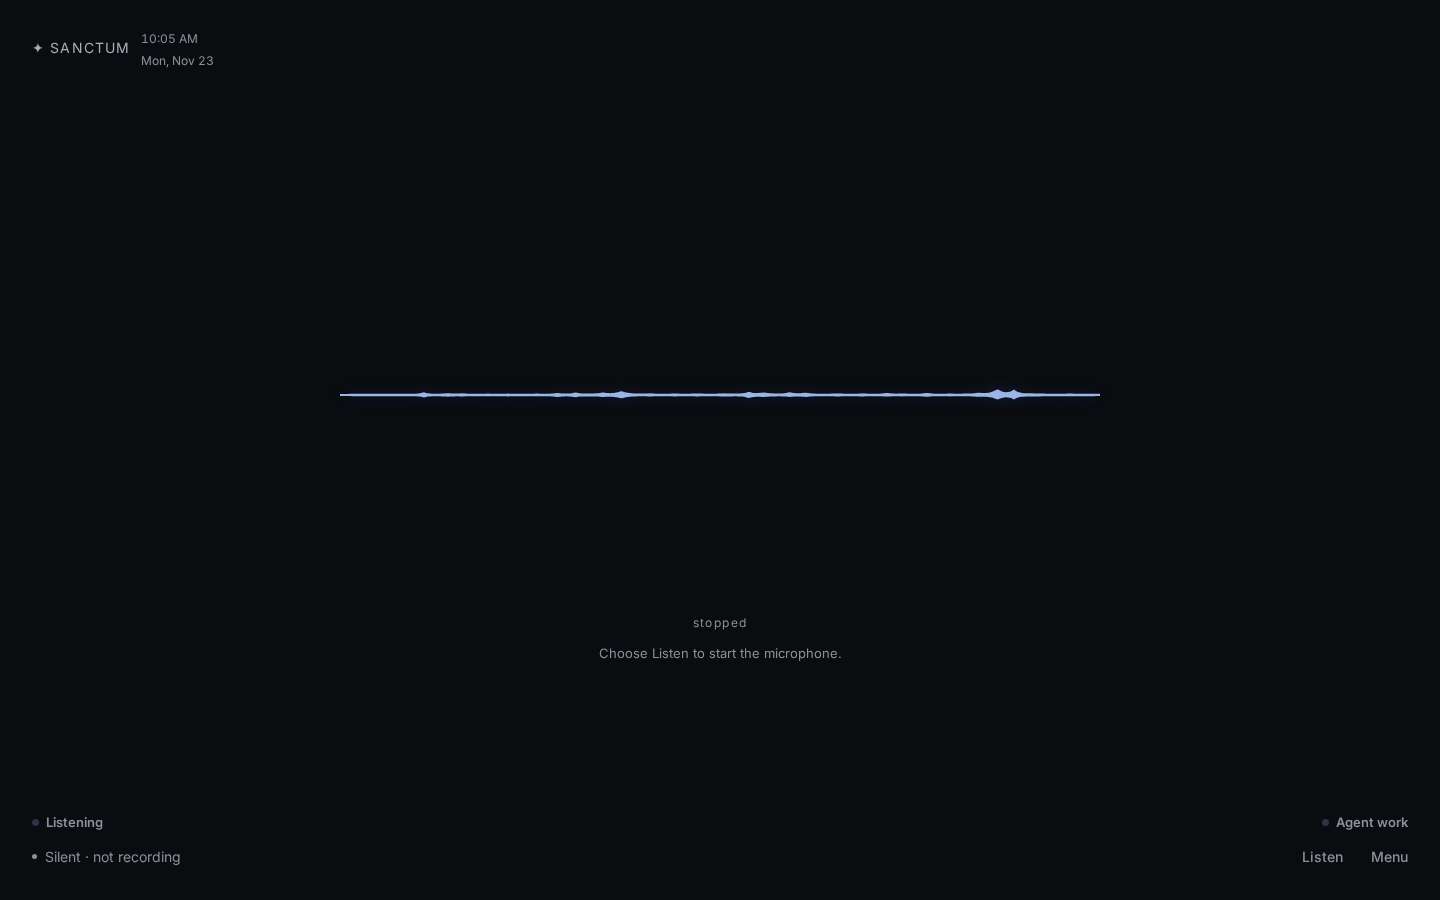 ✦ SANCTUM
10:05 AM
Mon, Nov 23
stopped
Choose Listen to start the microphone.
Listening
Agent work
• Silent · not recording
Listen
Menu